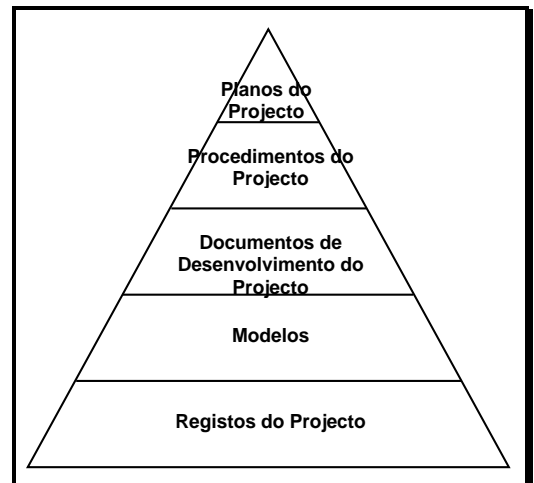 Planos do
Projecto
Procedimentos do
Projecto
Documentos de
Desenvolvimento do
Projecto
Modelos
Registos do Projecto